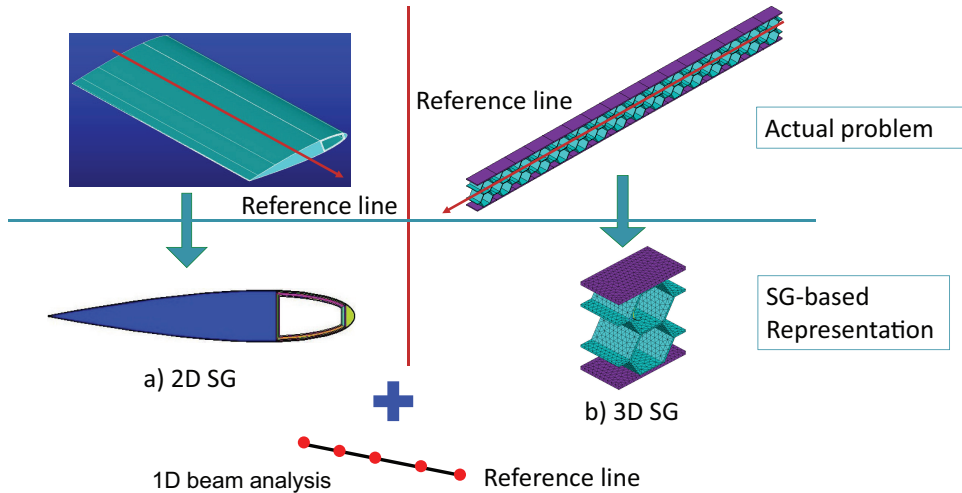 Reference line
Actual problem
Reference line
SG-based
Representation
a) 2D SG
b) 3D SG
1D beam analysis
Reference line